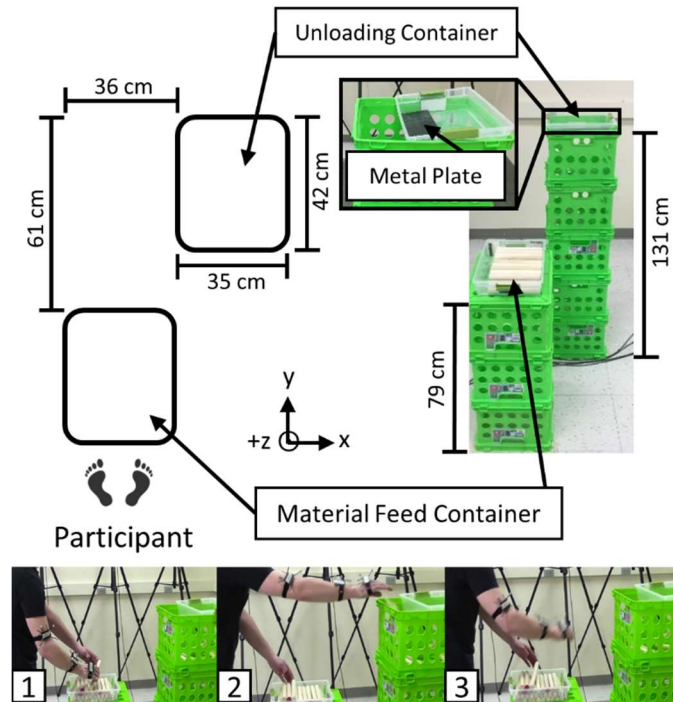 Unloading Container
36 cm
61 cm
42 cm
35 cm
Metal Plate
131 cm
79 cm
y
+z
x
Material Feed Container
Participant
1
2
3